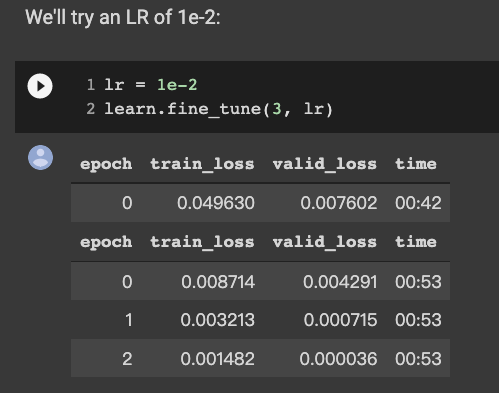 We'll try an LR of 1e-2:
1 lr = 1e-2
2 learn.fine_tune(3, lr)
epoch train_loss valid_loss time
0 0.049630 0.007602 00:42
epoch train_loss valid_loss time
0 0.008714 0.004291 00:53
1 0.003213 0.000715 00:53
2 0.001482 0.000036 00:53